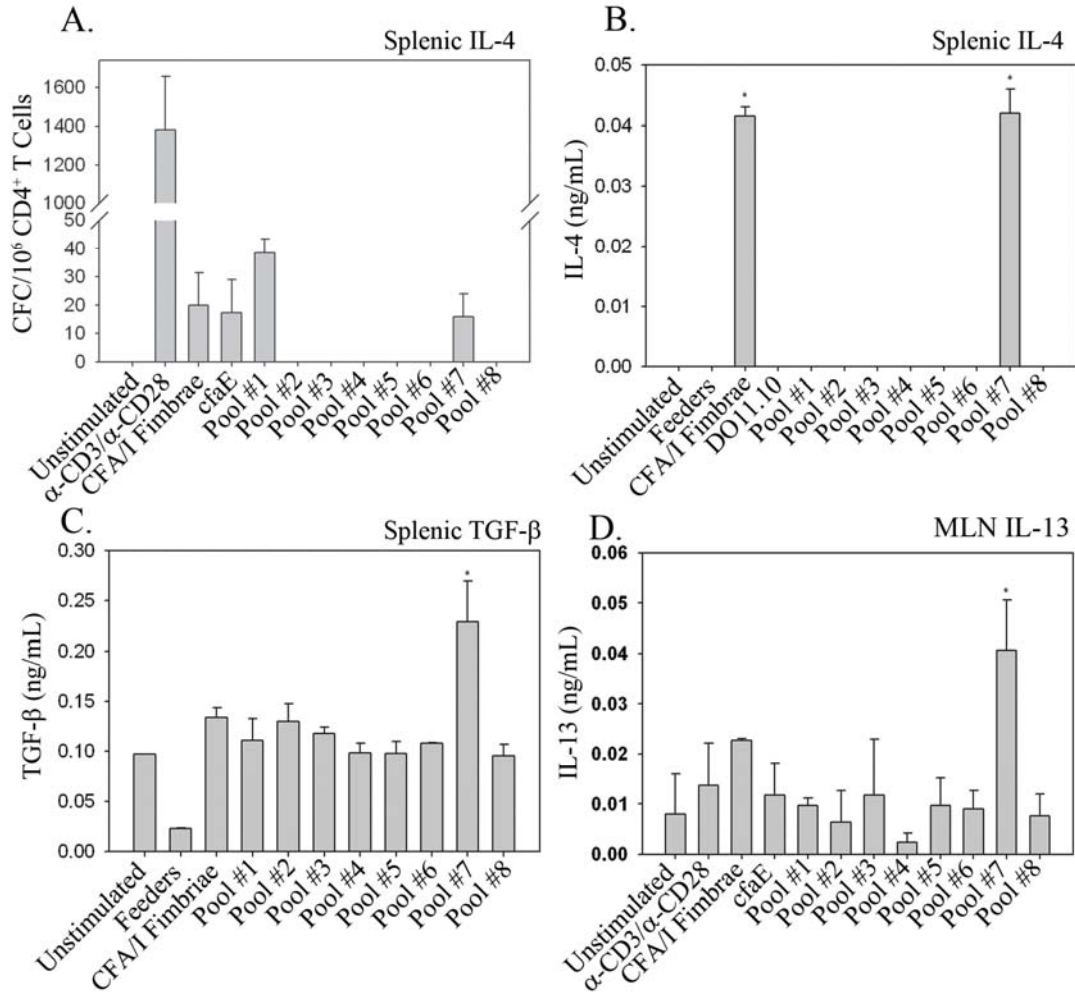 A.
Splenic IL-4
CFC/10⁶ CD4⁺ T Cells
1600
1400
1200
1000
50
40
30
20
10
0
Unstimulated
α-CD3/α-CD28
CFA/I Fimbrae
cfaE
Pool #1
Pool #2
Pool #3
Pool #4
Pool #5
Pool #6
Pool #7
Pool #8
B.
Splenic IL-4
IL-4 (ng/mL)
0.05
0.04
0.03
0.02
0.01
0.00
*
*
Unstimulated
Feeders
CFA/I Fimbrae
DO11.10
Pool #1
Pool #2
Pool #3
Pool #4
Pool #5
Pool #6
Pool #7
Pool #8
C.
Splenic TGF-β
TGF-β (ng/mL)
0.30
0.25
0.20
0.15
0.10
0.05
0.00
*
Unstimulated
Feeders
CFA/I Fimbriae
Pool #1
Pool #2
Pool #3
Pool #4
Pool #5
Pool #6
Pool #7
Pool #8
D.
MLN IL-13
IL-13 (ng/mL)
0.06
0.05
0.04
0.03
0.02
0.01
0.00
*
Unstimulated
α-CD3/α-CD28
CFA/I Fimbrae
cfaE
Pool #1
Pool #2
Pool #3
Pool #4
Pool #5
Pool #6
Pool #7
Pool #8